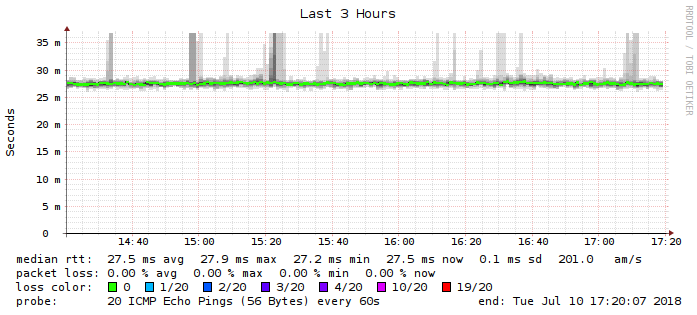 Last 3 Hours
RRDTOOL / TOBI OETIKER
Seconds
35 m
30 m
25 m
20 m
15 m
10 m
5 m
0
14:40 15:00 15:20 15:40 16:00 16:20 16:40 17:00 17:20
median rtt: 27.5 ms avg 27.9 ms max 27.2 ms min 27.5 ms now 0.1 ms sd 201.0 am/s
packet loss: 0.00 % avg 0.00 % max 0.00 % min 0.00 % now
loss color: 0 1/20 2/20 3/20 4/20 10/20 19/20
probe: 20 ICMP Echo Pings (56 Bytes) every 60s end: Tue Jul 10 17:20:07 2018